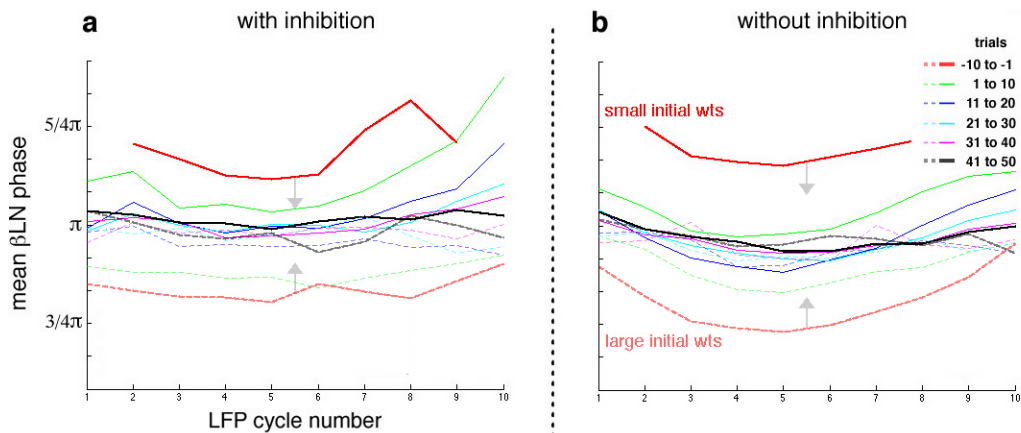 a
with inhibition
b
without inhibition
mean βLN phase
5/4π
π
3/4π
1 2 3 4 5 6 7 8 9 10
LFP cycle number
small initial wts
large initial wts
trials
-10 to -1
1 to 10
11 to 20
21 to 30
31 to 40
41 to 50
1 2 3 4 5 6 7 8 9 10